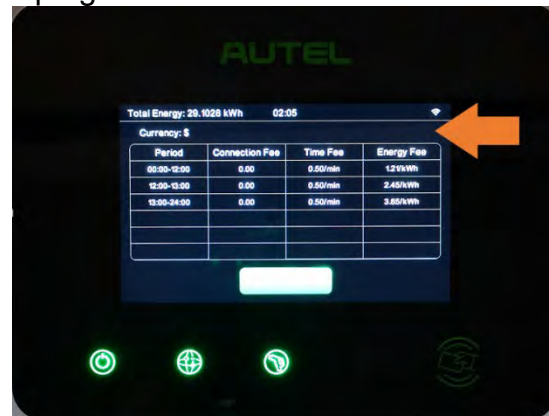 AUTEL
Total Energy: 29.1028 kWh 02:05
Currency: $
Period Connection Fee Time Fee Energy Fee
00:00-12:00 0.00 0.50/min 1.21/kWh
12:00-13:00 0.00 0.50/min 2.45/kWh
13:00-24:00 0.00 0.50/min 3.65/kWh